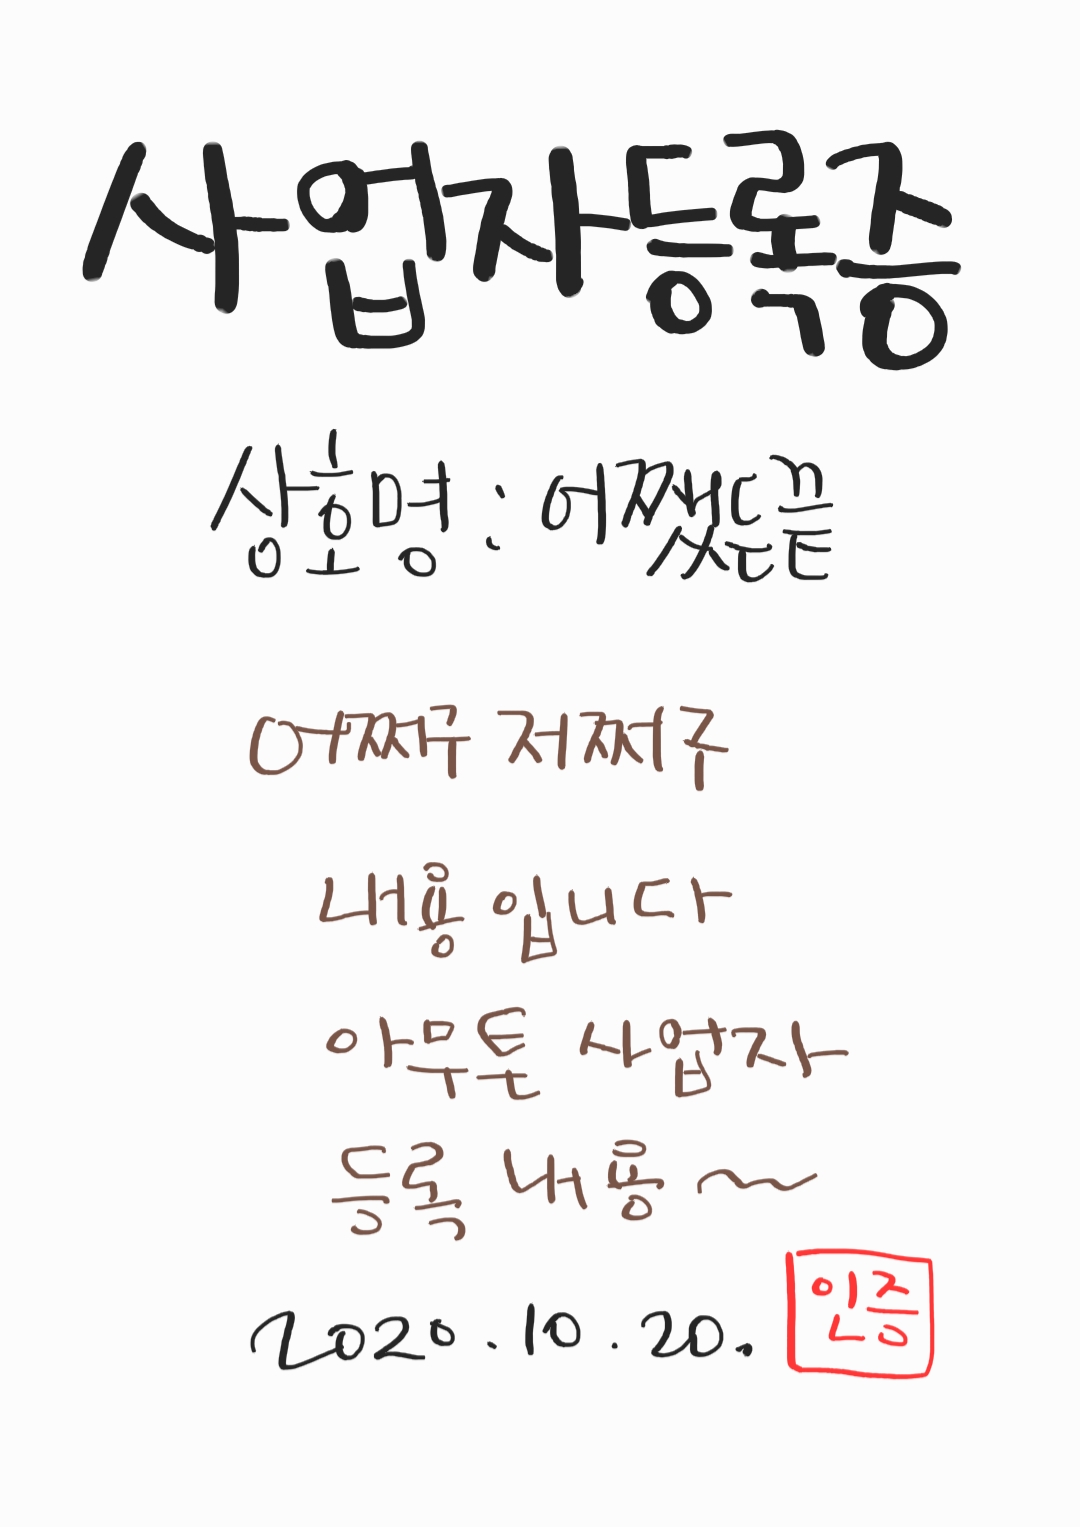 사업자등록증
상호명 : 어쨌든뜬
어쩌구 저쩌구
내용 입니다
아무튼 사업자
등록 내용 ~
2020.10.20.
인증